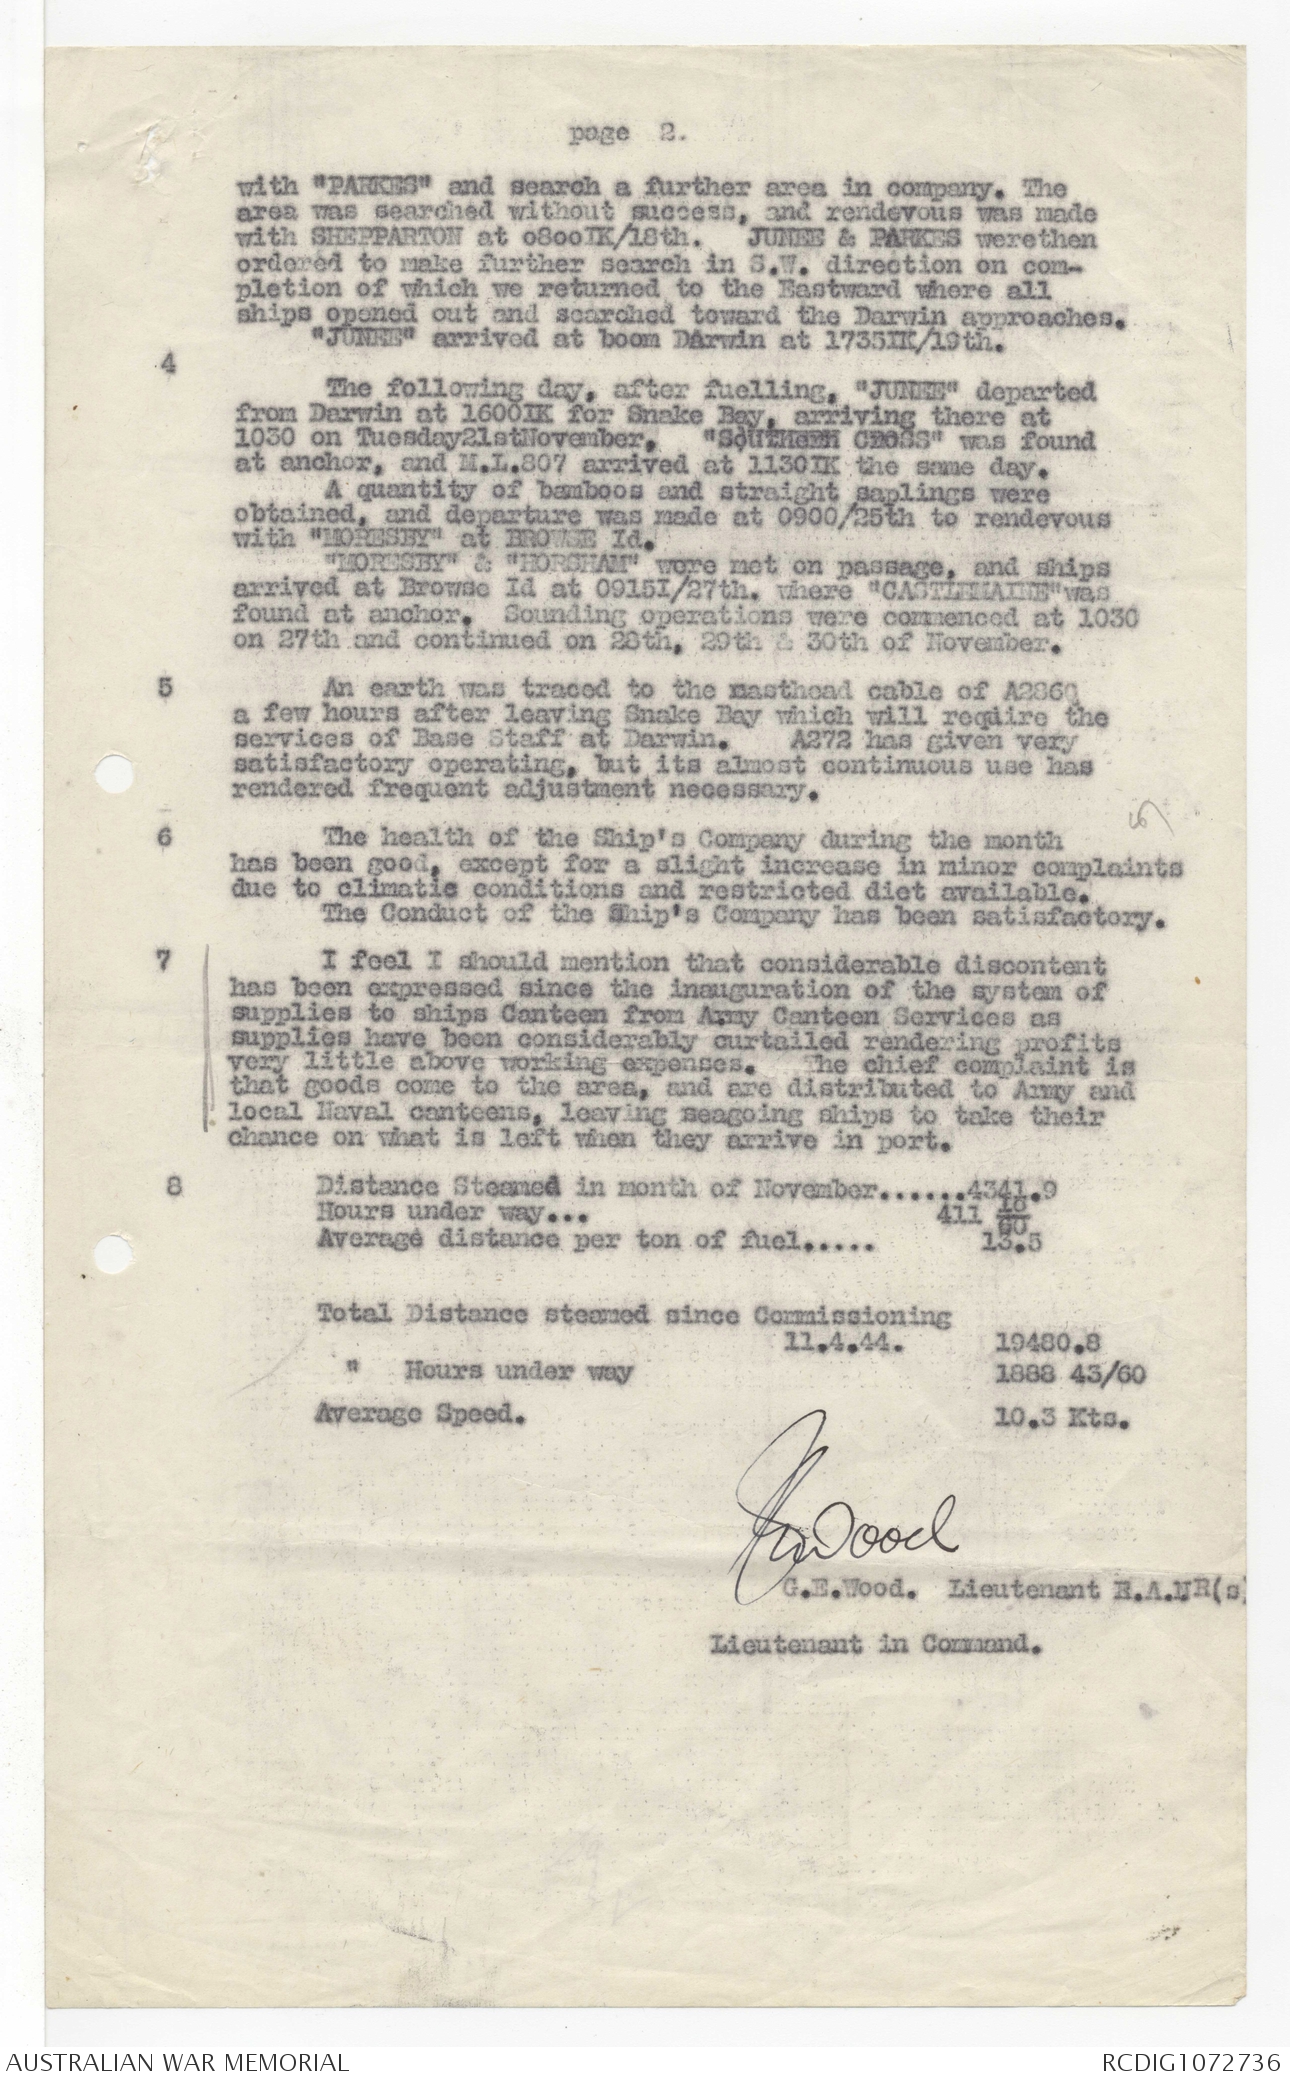 page 2.
with "PARKES" and search a further area in company. The
area was searched without success, and rendevous was made
with SHEPPARTON at 0800IK/18th. JUNEE & PARKES werethen
ordered to make further search in S.W. direction on com-
pletion of which we returned to the Eastward where all
ships opened out and searched toward the Darwin approaches.
"JUNEE" arrived at boom Darwin at 1735IK/19th.
4
The following day, after fuelling, "JUNEE" departed
from Darwin at 1600IK for Snake Bay, arriving there at
1030 on Tuesday21stNovember. "SOUTHERN CROSS" was found
at anchor, and M.L.807 arrived at 1130IK the same day.
A quantity of bamboos and straight saplings were
obtained, and departure was made at 0900/25th to rendevous
with "MORESBY" at BROWSE Id.
"MORESBY" & "HORSHAM" were met on passage, and ships
arrived at Browse Id at 0915I/27th. where "CASTLEMAINE"was
found at anchor. Sounding operations were commenced at 1030
on 27th and continued on 28th, 29th & 30th of November.
5 An earth was traced to the masthead cable of A286Q
a few hours after leaving Snake Bay which will require the
services of Base Staff at Darwin. A272 has given very
satisfactory operating, but its almost continuous use has
rendered frequent adjustment necessary.
6 The health of the Ship's Company during the month
has been good, except for a slight increase in minor complaints
due to climatic conditions and restricted diet available.
The Conduct of the Ship's Company has been satisfactory.
7 I feel I should mention that considerable discontent
has been expressed since the inauguration of the system of
supplies to ships Canteen from Army Canteen Services as
supplies have been considerably curtailed rendering profits
very little above working expenses. The chief complaint is
that goods come to the area, and are distributed to Army and
local Naval canteens, leaving seagoing ships to take their
chance on what is left when they arrive in port.
8 Distance Steamed in month of November......4341.9
Hours under way... 411 18/60
Average distance per ton of fuel..... 13.5
Total Distance steamed since Commissioning
11.4.44. 19480.8
" Hours under way 1888 43/60
Average Speed. 10.3 Kts.
GEWood
G.E.Wood. Lieutenant R.A.NR(s)
Lieutenant in Command.
AUSTRALIAN WAR MEMORIAL RCDIG1072736